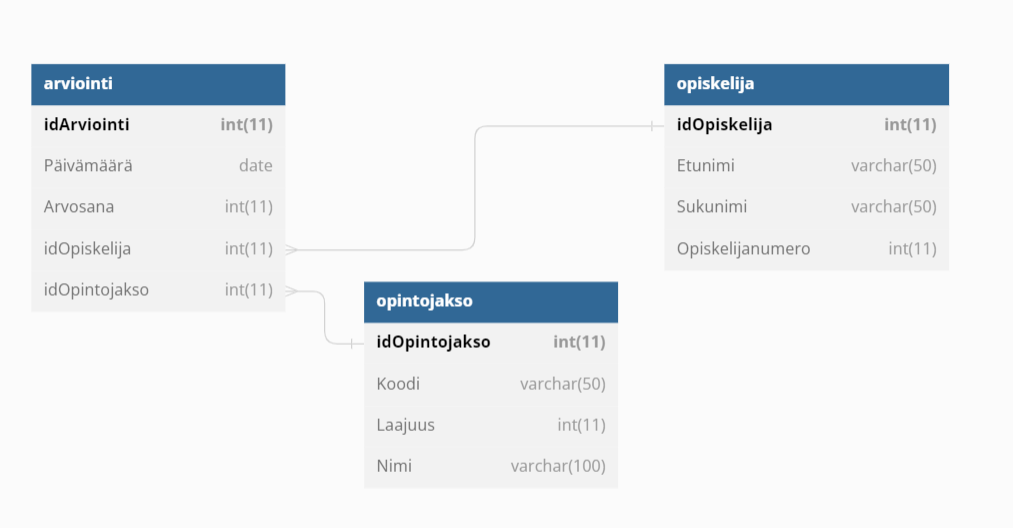 arviointi
idArviointi int(11)
Päivämäärä date
Arvosana int(11)
idOpiskelija int(11)
idOpintojakso int(11)
opiskelija
idOpiskelija int(11)
Etunimi varchar(50)
Sukunimi varchar(50)
Opiskelijanumero int(11)
opintojakso
idOpintojakso int(11)
Koodi varchar(50)
Laajuus int(11)
Nimi varchar(100)